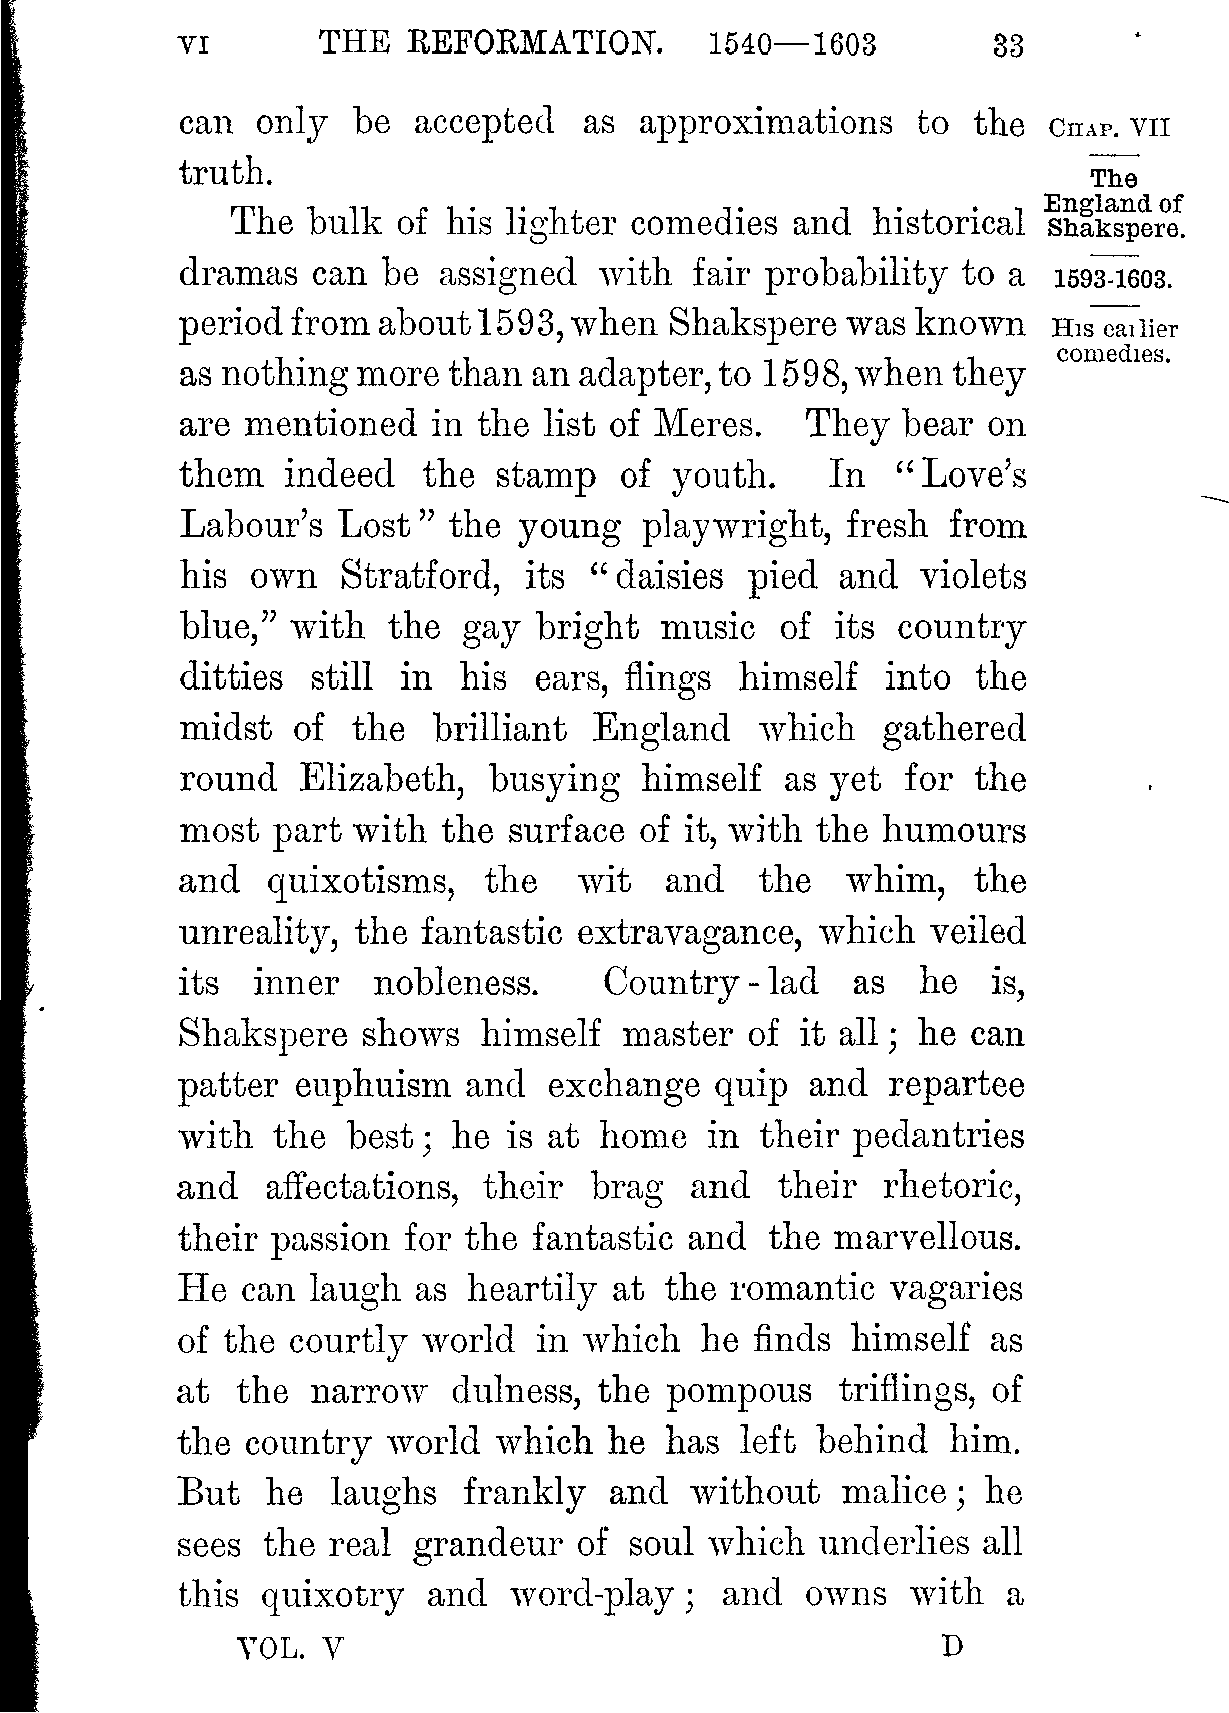 VI THE REFORMATION. 1540—1603 33
can only be accepted as approximations to the
truth.
The bulk of his lighter comedies and historical
dramas can be assigned with fair probability to a
period from about 1593, when Shakspere was known
as nothing more than an adapter, to 1598, when they
are mentioned in the list of Meres. They bear on
them indeed the stamp of youth. In "Love's
Labour's Lost" the young playwright, fresh from
his own Stratford, its "daisies pied and violets
blue," with the gay bright music of its country
ditties still in his ears, flings himself into the
midst of the brilliant England which gathered
round Elizabeth, busying himself as yet for the
most part with the surface of it, with the humours
and quixotisms, the wit and the whim, the
unreality, the fantastic extravagance, which veiled
its inner nobleness. Country-lad as he is,
Shakspere shows himself master of it all; he can
patter euphuism and exchange quip and repartee
with the best; he is at home in their pedantries
and affectations, their brag and their rhetoric,
their passion for the fantastic and the marvellous.
He can laugh as heartily at the romantic vagaries
of the courtly world in which he finds himself as
at the narrow dulness, the pompous triflings, of
the country world which he has left behind him.
But he laughs frankly and without malice; he
sees the real grandeur of soul which underlies all
this quixotry and word-play; and owns with a
VOL. V D
CHAP. VII
The
England of
Shakspere.
1593-1603.
His earlier
comedies.